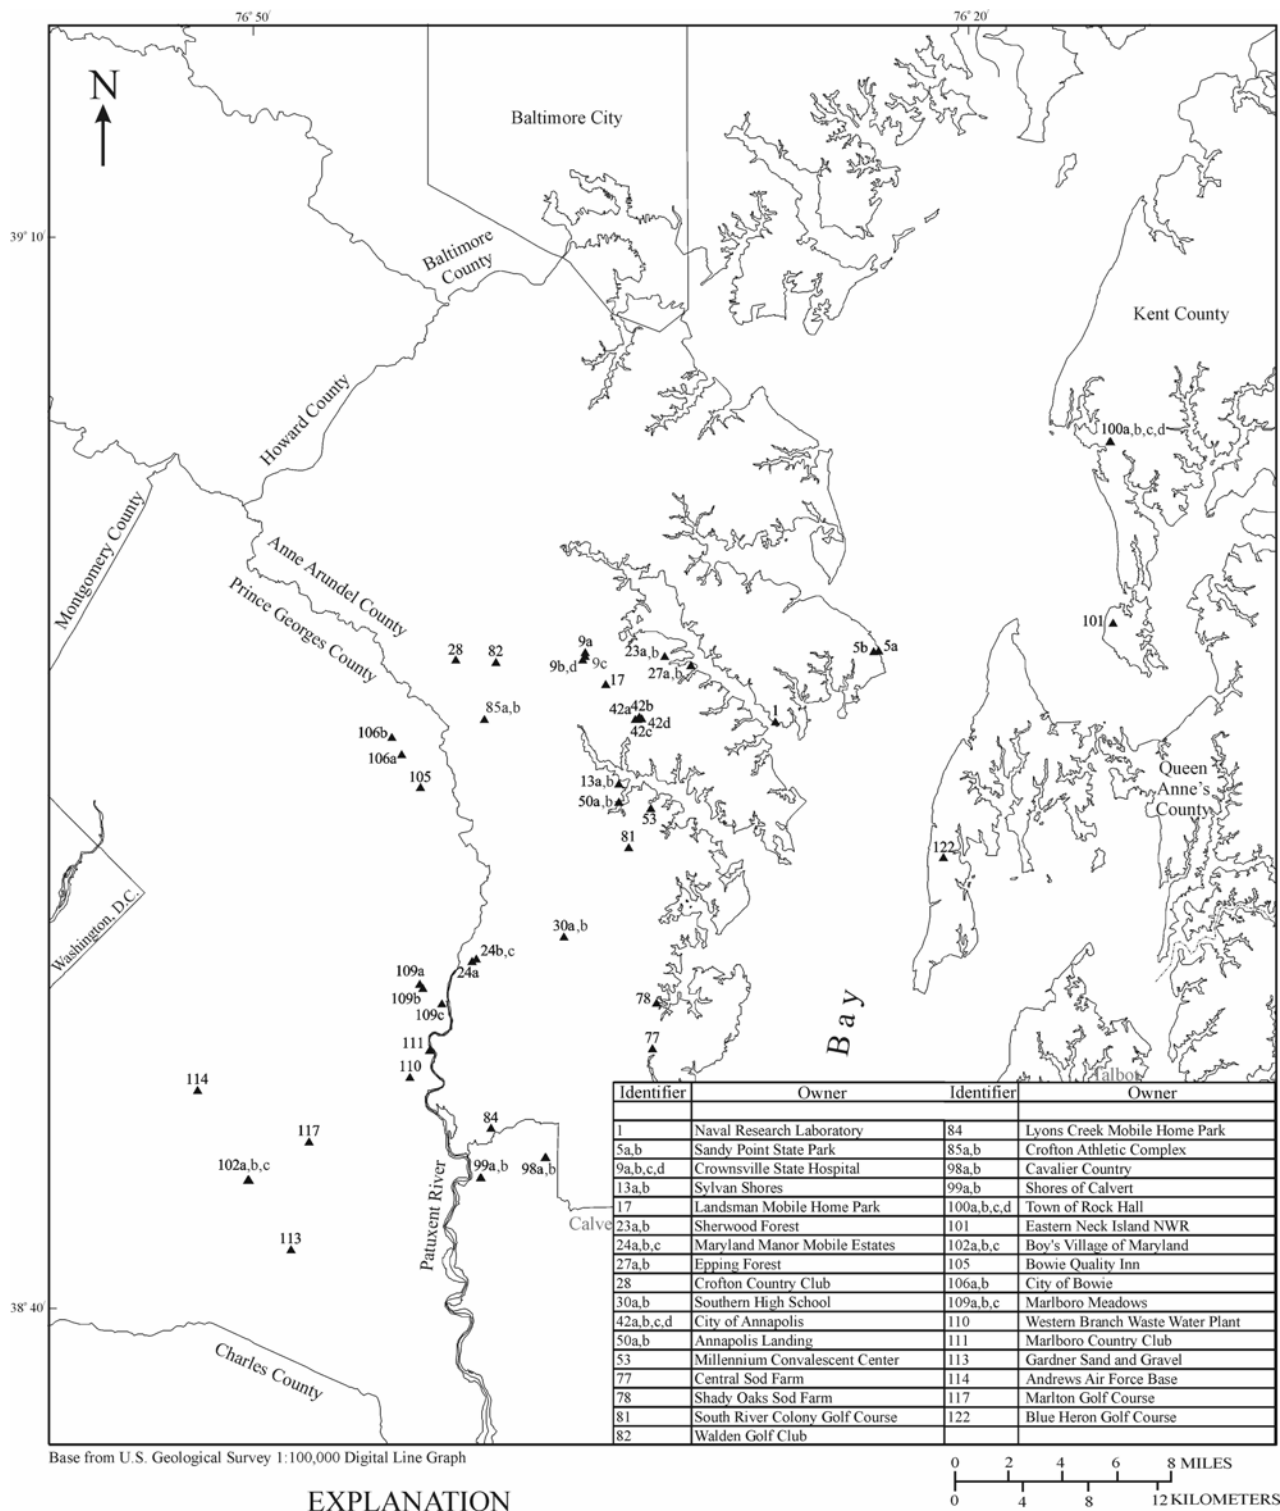 76° 50'
76° 20'
N
Baltimore City
39° 10'
Baltimore
County
Kent County
Howard County
100a,b,c,d
Montgomery County
Anne Arundel County
Prince Georges County
101
28
82
9a
9b,d
9c
23a,b
27a,b
5b
5a
17
85a,b
42a
42b
42d
42c
1
106b
106a
105
13a,b
50a,b
53
Queen
Anne's
County
81
122
Washington, D.C.
30a,b
24b,c
24a
109a
109b
109c
78
Bay
111
77
110
114
Talbot
84
117
102a,b,c
99a,b
98a,b
Patuxent River
Calve
113
38° 40'
Charles County
Identifier Owner Identifier Owner
1 Naval Research Laboratory 84 Lyons Creek Mobile Home Park
5a,b Sandy Point State Park 85a,b Crofton Athletic Complex
9a,b,c,d Crownsville State Hospital 98a,b Cavalier Country
13a,b Sylvan Shores 99a,b Shores of Calvert
17 Landsman Mobile Home Park 100a,b,c,d Town of Rock Hall
23a,b Sherwood Forest 101 Eastern Neck Island NWR
24a,b,c Maryland Manor Mobile Estates 102a,b,c Boy's Village of Maryland
27a,b Epping Forest 105 Bowie Quality Inn
28 Crofton Country Club 106a,b City of Bowie
30a,b Southern High School 109a,b,c Marlboro Meadows
42a,b,c,d City of Annapolis 110 Western Branch Waste Water Plant
50a,b Annapolis Landing 111 Marlboro Country Club
53 Millennium Convalescent Center 113 Gardner Sand and Gravel
77 Central Sod Farm 114 Andrews Air Force Base
78 Shady Oaks Sod Farm 117 Marlton Golf Course
81 South River Colony Golf Course 122 Blue Heron Golf Course
82 Walden Golf Club
Base from U.S. Geological Survey 1:100,000 Digital Line Graph
0 2 4 6 8 MILES
0 4 8 12 KILOMETERS
EXPLANATION